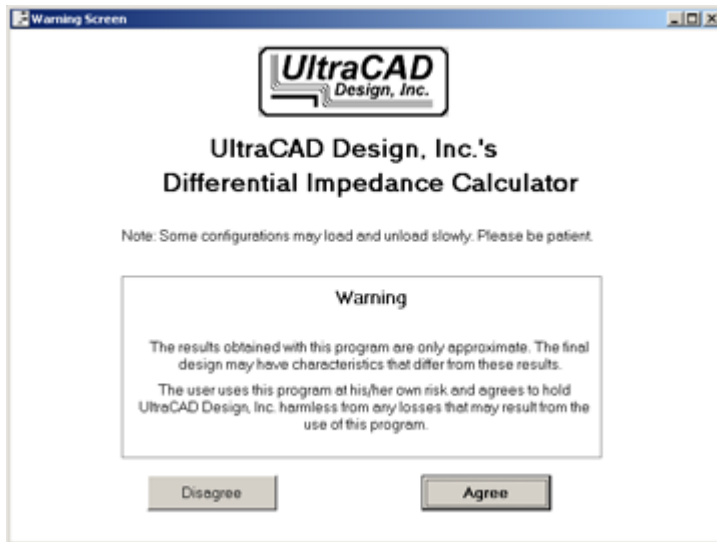 Warning Screen
UltraCAD
Design, Inc.
UltraCAD Design, Inc.'s
Differential Impedance Calculator
Note: Some configurations may load and unload slowly. Please be patient.
Warning
The results obtained with this program are only approximate. The final
design may have characteristics that differ from these results.
The user uses this program at his/her own risk and agrees to hold
UltraCAD Design, Inc. harmless from any losses that may result from the
use of this program.
Disagree
Agree